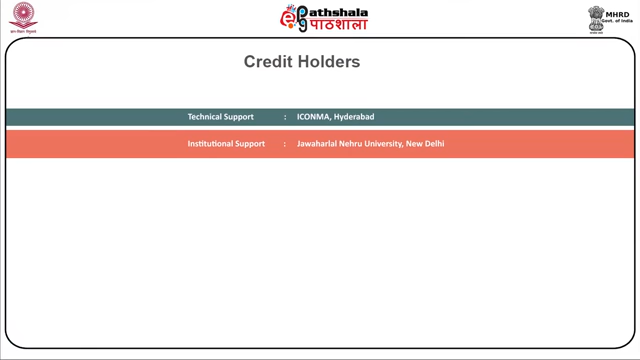 Pathshala
पाठशाला
MHRD
Govt. of India
Credit Holders
Technical Support : ICONMA, Hyderabad
Institutional Support : Jawaharlal Nehru University, New Delhi